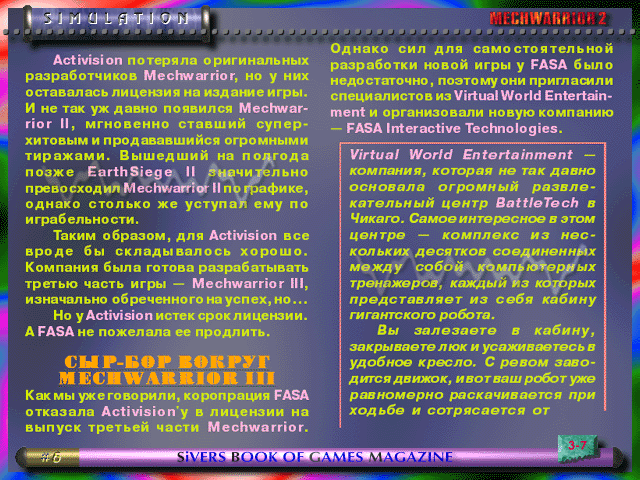 SIMULATION
MECHWARRIOR 2
Activision потеряла оригинальных
разработчиков Mechwarrior, но у них
оставалась лицензия на издание игры.
И не так уж давно появился Mechwar-
rior II, мгновенно ставший супер-
хитовым и продававшийся огромными
тиражами. Вышедший на полгода
позже EarthSiege II значительно
превосходил Mechwarrior II по графике,
однако столько же уступал ему по
играбельности.
Таким образом, для Activision все
вроде бы складывалось хорошо.
Компания была готова разрабатывать
третью часть игры — Mechwarrior III,
изначально обреченного на успех, но...
Но у Activision истек срок лицензии.
А FASA не пожелала ее продлить.
СЫР-БОР ВОКРУГ
MECHWARRIOR III
Как мы уже говорили, коропрация FASA
отказала Activision'у в лицензии на
выпуск третьей части Mechwarrior.
Однако сил для самостоятельной
разработки новой игры у FASA было
недостаточно, поэтому они пригласили
специалистов из Virtual World Entertain-
ment и организовали новую компанию
— FASA Interactive Technologies.
Virtual World Entertainment —
компания, которая не так давно
основала огромный развле-
кательный центр BattleTech в
Чикаго. Самое интересное в этом
центре — комплекс из нес-
кольких десятков соединенных
между собой компьютерных
тренажеров, каждый из которых
представляет из себя кабину
гигантского робота.
Вы залезаете в кабину,
закрываете люк и усаживаетесь в
удобное кресло. С ревом заво-
дится движок, и вот ваш робот уже
равномерно раскачивается при
ходьбе и сотрясается от
#6
SiVERS BOOK OF GAMES MAGAZINE
3-7